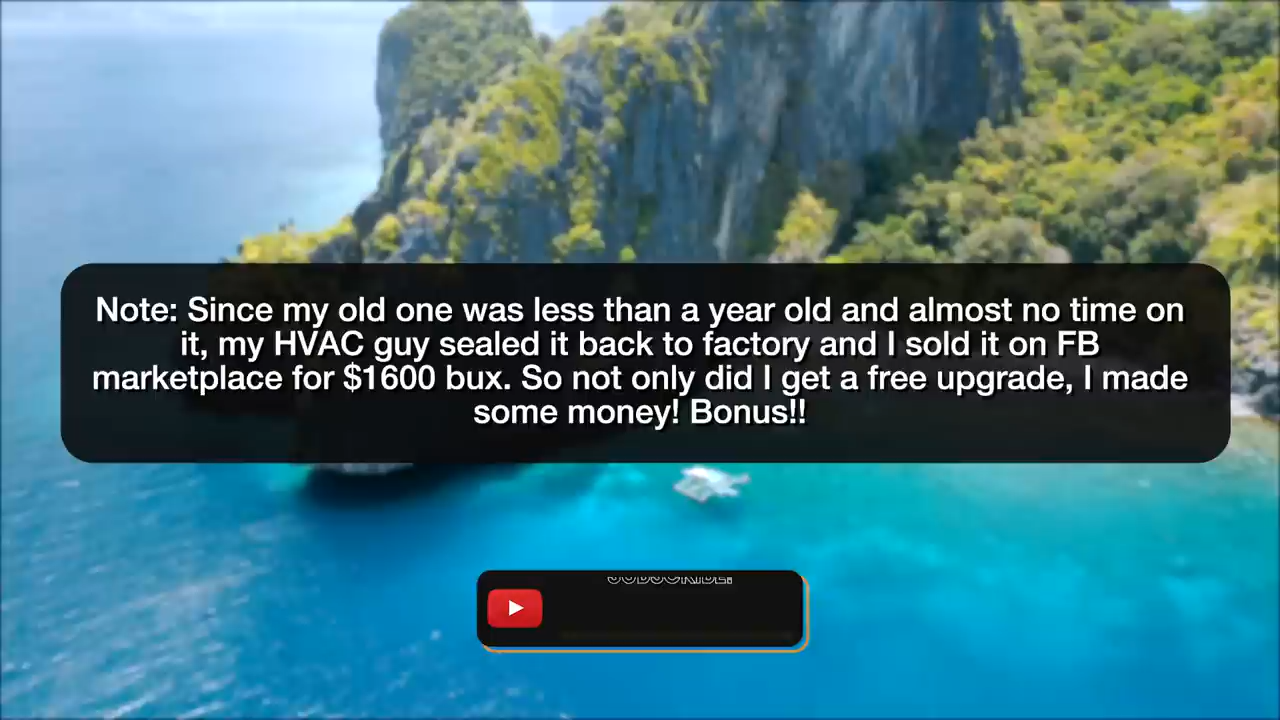 Note: Since my old one was less than a year old and almost no time on
it, my HVAC guy sealed it back to factory and I sold it on FB
marketplace for $1600 bux. So not only did I get a free upgrade, I made
some money! Bonus!!